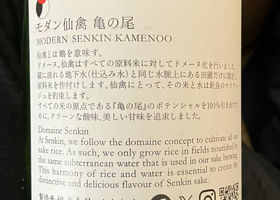 モダン仙禽 亀の尾
MODERN SENKIN KAMENOO
仙禽とは鶴を意味す。
ドメーヌ、仙禽はすべての原料米に対してドメーヌ化を行いました。
蔵に流れる地下水(仕込み水)と同じ水脈上にある田圃だけに限定し
原料米を作付けします。仙禽にとって、その米と水は最良のマリアー
ジュを約束します。
すべての米の原点である『亀の尾』のポテンシャルを100%引き出すた
めに、クリーンな酸味、美しい甘味を追求しました。
Domaine Senkin
At Senkin, we follow the domaine concept to cultivate all our
sake rice. As such, we only grow rice in fields nourished by
the same subterranean water that is used in our sake brewing.
This harmony of rice and water is essential to create the
distinctive and delicious flavour of Senkin sake.